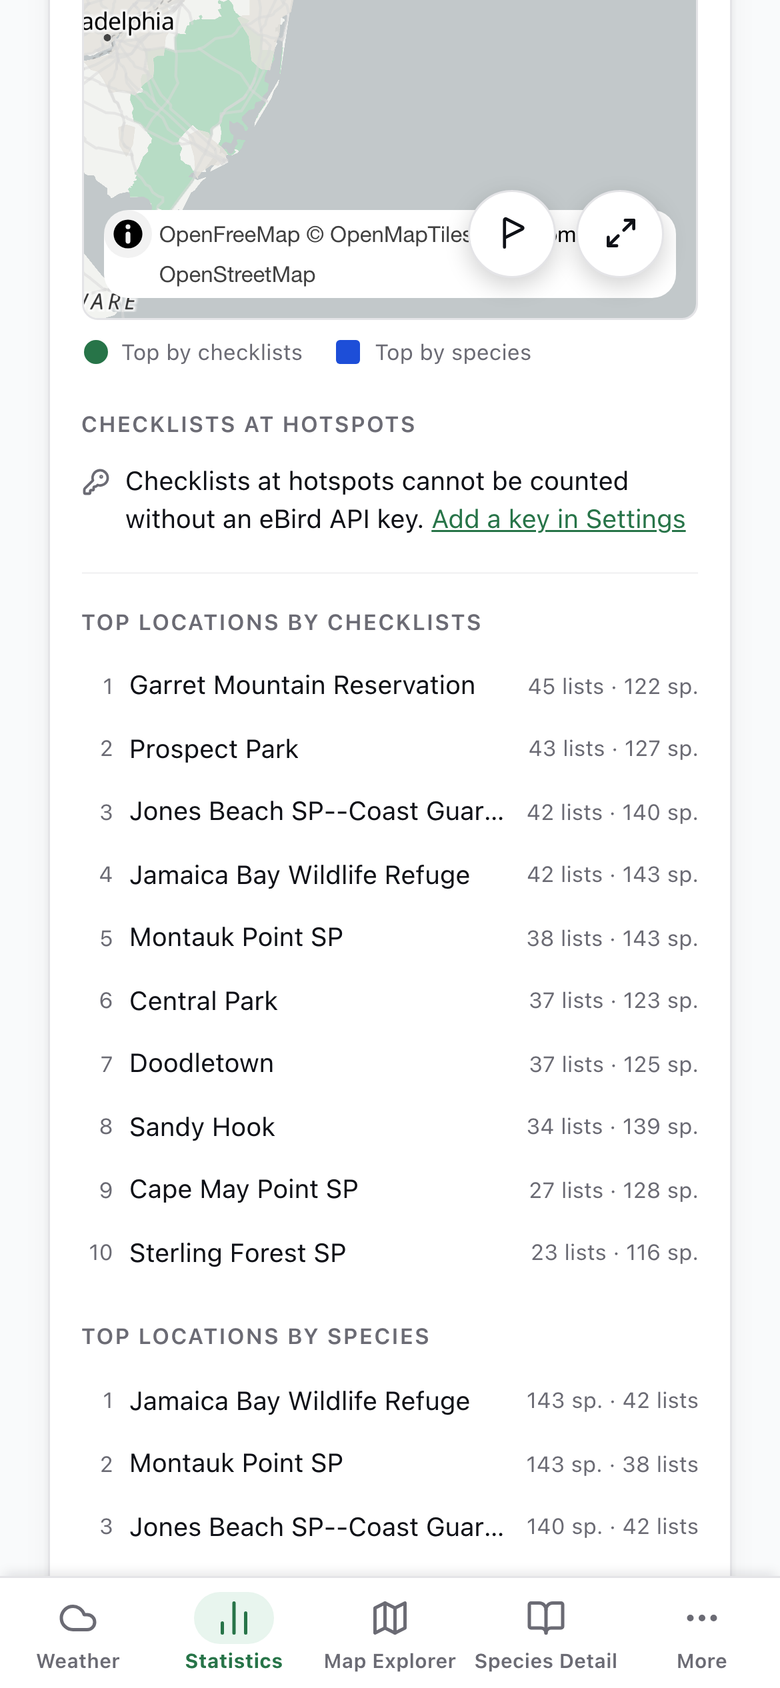 adelphia
OpenFreeMap © OpenMapTiles
OpenStreetMap
Top by checklists
Top by species
CHECKLISTS AT HOTSPOTS
Checklists at hotspots cannot be counted
without an eBird API key. Add a key in Settings
TOP LOCATIONS BY CHECKLISTS
1 Garret Mountain Reservation 45 lists · 122 sp.
2 Prospect Park 43 lists · 127 sp.
3 Jones Beach SP--Coast Guar... 42 lists · 140 sp.
4 Jamaica Bay Wildlife Refuge 42 lists · 143 sp.
5 Montauk Point SP 38 lists · 143 sp.
6 Central Park 37 lists · 123 sp.
7 Doodletown 37 lists · 125 sp.
8 Sandy Hook 34 lists · 139 sp.
9 Cape May Point SP 27 lists · 128 sp.
10 Sterling Forest SP 23 lists · 116 sp.
TOP LOCATIONS BY SPECIES
1 Jamaica Bay Wildlife Refuge 143 sp. · 42 lists
2 Montauk Point SP 143 sp. · 38 lists
3 Jones Beach SP--Coast Guar... 140 sp. · 42 lists
Weather
Statistics
Map Explorer
Species Detail
More